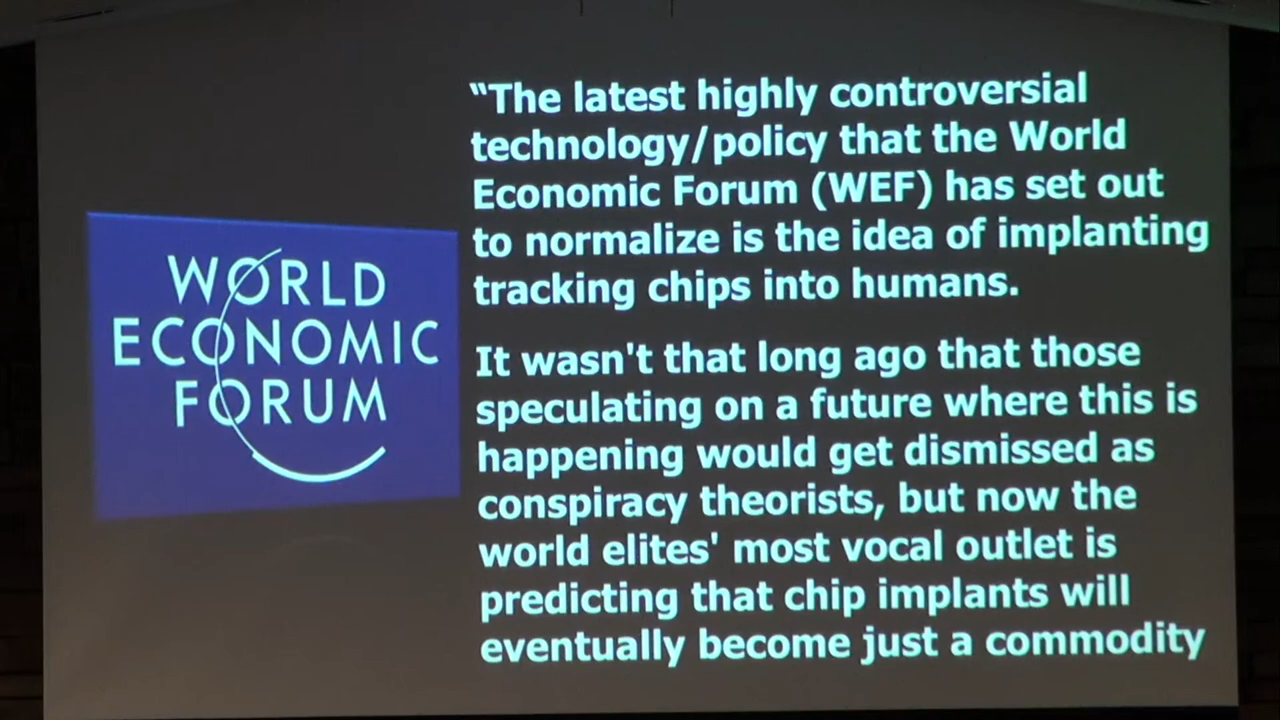 WORLD
ECONOMIC
FORUM
“The latest highly controversial
technology/policy that the World
Economic Forum (WEF) has set out
to normalize is the idea of implanting
tracking chips into humans.
It wasn't that long ago that those
speculating on a future where this is
happening would get dismissed as
conspiracy theorists, but now the
world elites' most vocal outlet is
predicting that chip implants will
eventually become just a commodity